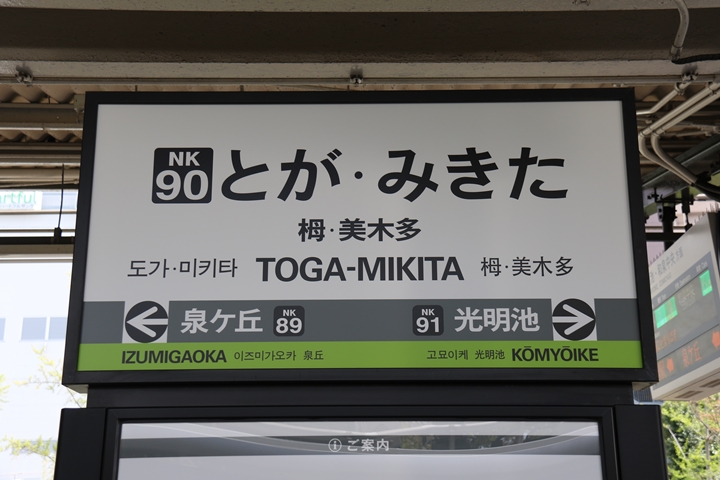 NK 90 とが・みきた
栂・美木多
도가·미키타 TOGA-MIKITA 栂·美木多
泉ケ丘 NK 89 NK 91 光明池
IZUMIGAOKA 이즈미가오카 泉丘 고묘이케 光明池 KŌMYŌIKE
ご案内